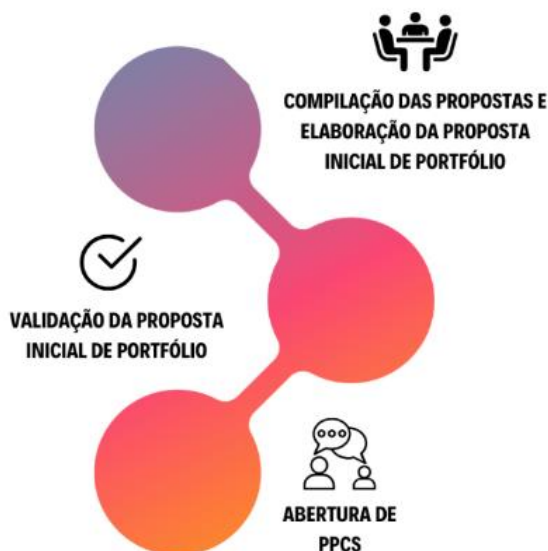 COMPILAÇÃO DAS PROPOSTAS E
ELABORAÇÃO DA PROPOSTA
INICIAL DE PORTFÓLIO
VALIDAÇÃO DA PROPOSTA
INICIAL DE PORTFÓLIO
ABERTURA DE
PPCS